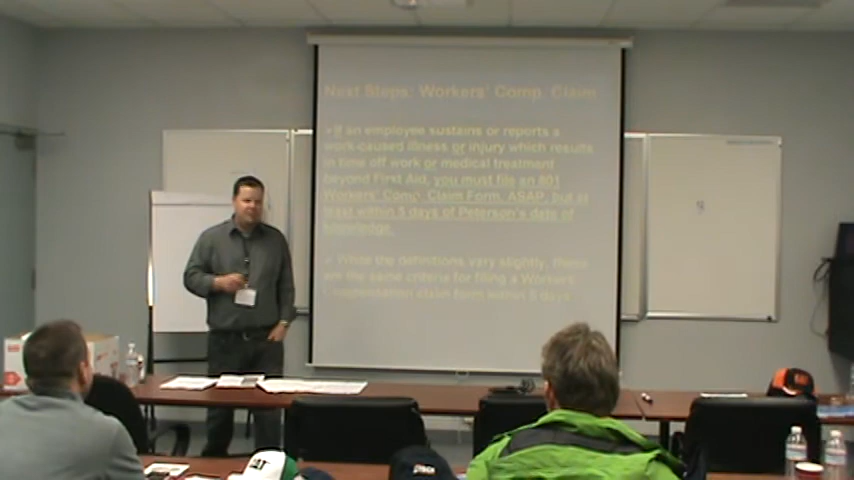 Next Steps: Workers' Comp. Claim
If an employee sustains or reports a
work-caused illness or injury which results
in time off work or medical treatment
beyond First Aid, you must file an 801
Workers' Comp. Claim Form, ASAP, but at
least within 5 days of Peterson's date of
knowledge.
While the definitions vary slightly, these
are the same criteria for filing a Workers'
Compensation claim form within 5 days
CAT